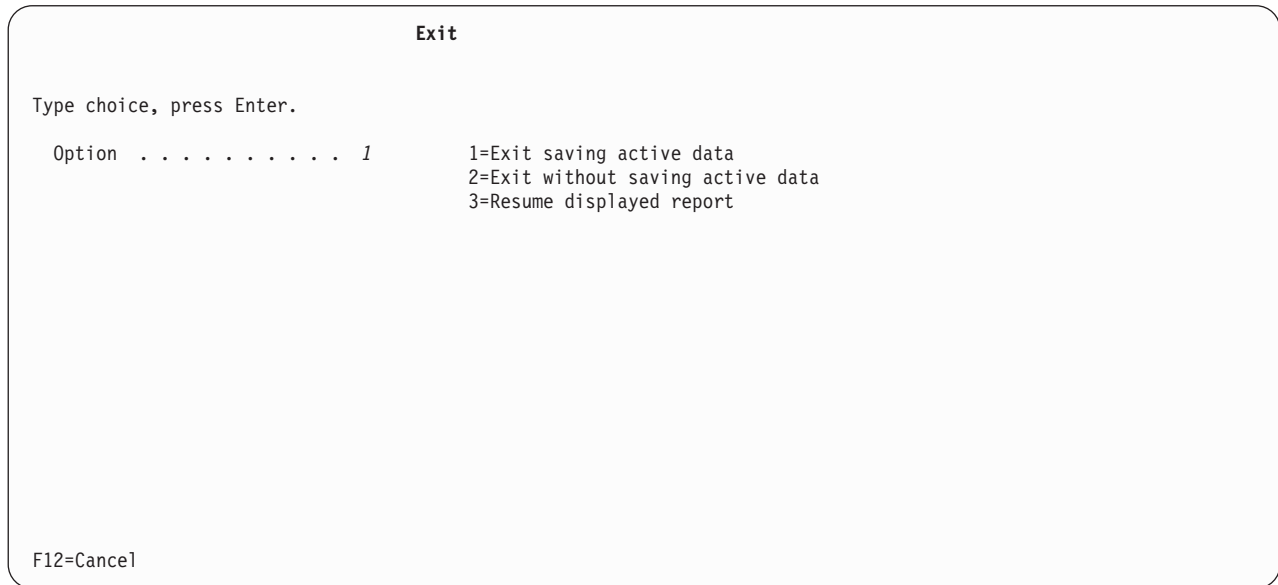 Exit
Type choice, press Enter.
Option . . . . . . . . . . 1 1=Exit saving active data
2=Exit without saving active data
3=Resume displayed report
F12=Cancel